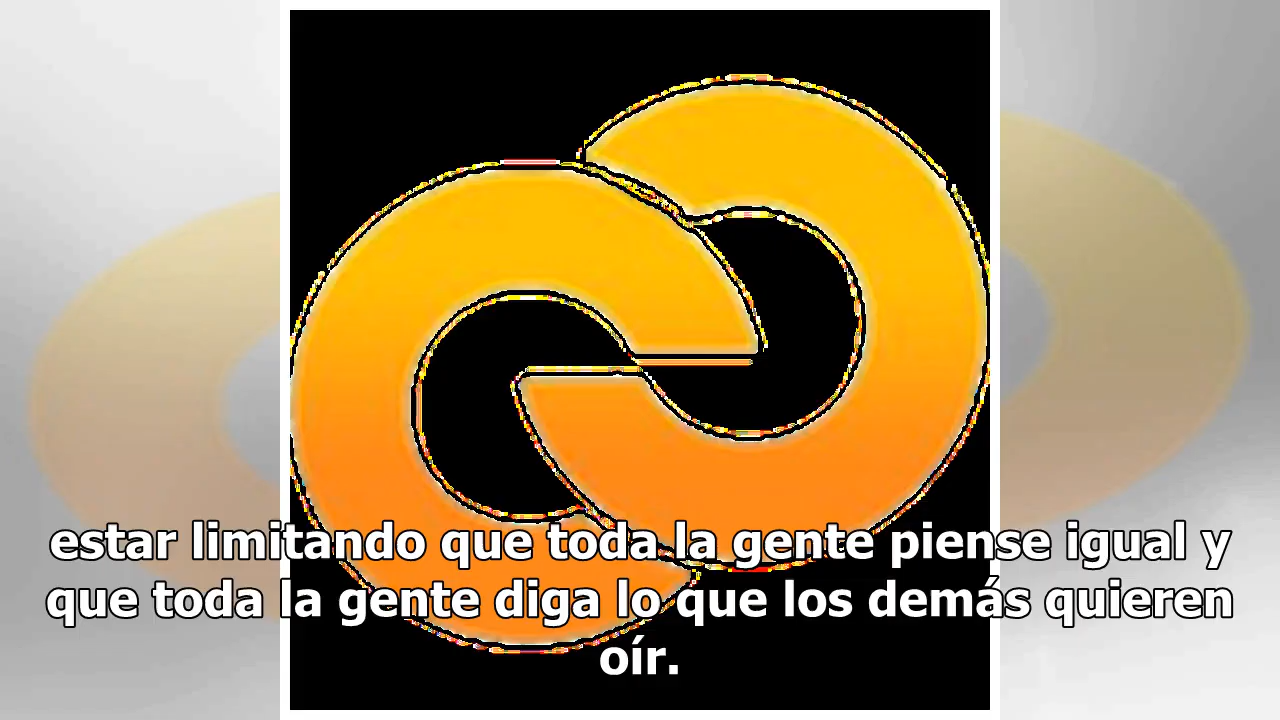 estar limitando que toda la gente piense igual y
que toda la gente diga lo que los demás quieren
oír.